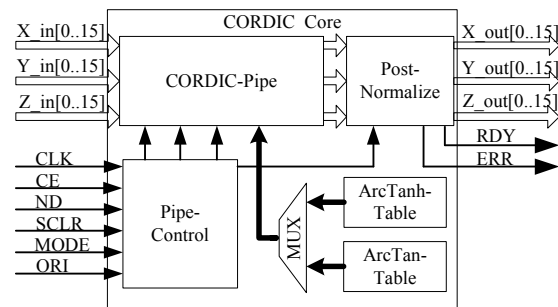 CORDIC Core
X_in[0..15]
Y_in[0..15]
Z_in[0..15]
CORDIC-Pipe
Post-
Normalize
X_out[0..15]
Y_out[0..15]
Z_out[0..15]
RDY
ERR
CLK
CE
ND
SCLR
MODE
ORI
Pipe-
Control
MUX
ArcTanh-
Table
ArcTan-
Table